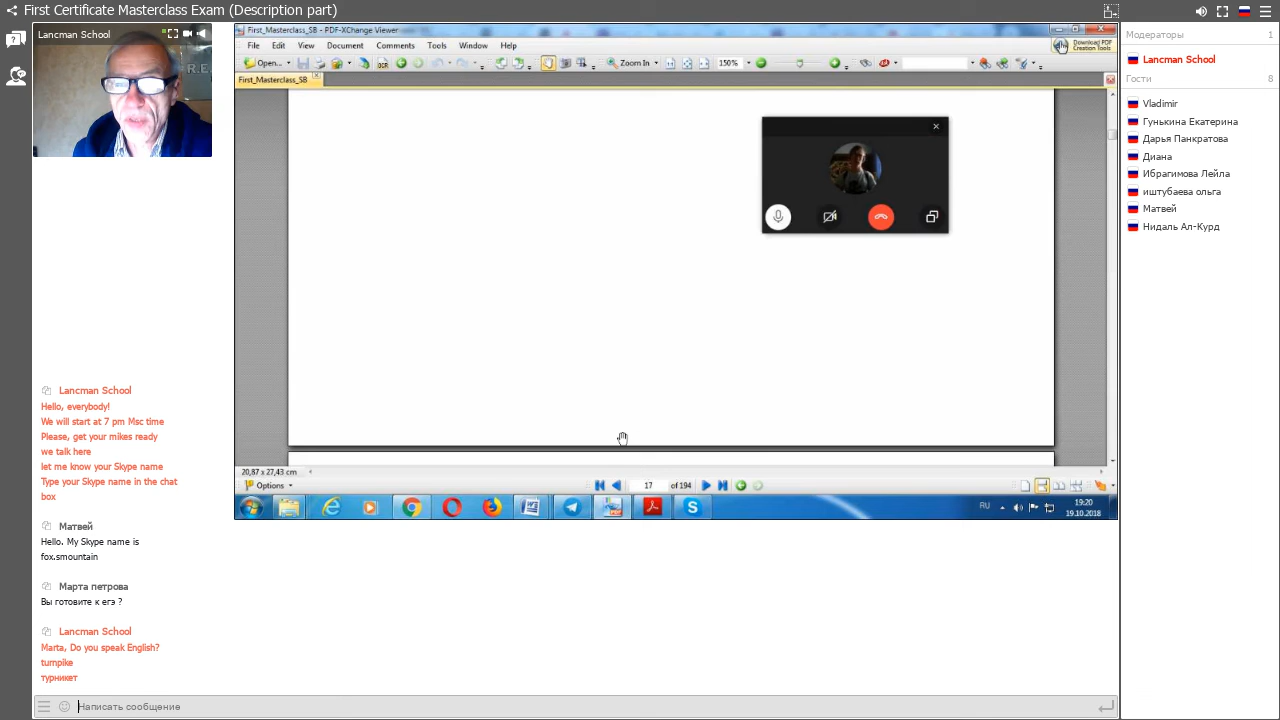 First Certificate Masterclass Exam (Description part)
Lancman School
R.E
First_Masterclass_SB - PDF-XChange Viewer
File Edit View Document Comments Tools Window Help
Download PDF
Creation Tools
Open...
OCR
Zoom In
150%
First_Masterclass_SB
20,87 x 27,43 cm
Options
17 of 194
RU
19:20
19.10.2018
Lancman School
Hello, everybody!
We will start at 7 pm Msc time
Please, get your mikes ready
we talk here
let me know your Skype name
Type your Skype name in the chat
box
Матвей
Hello. My Skype name is
fox.smountain
Марта петрова
Вы готовите к егэ ?
Lancman School
Marta, Do you speak English?
turnpike
турникет
Написать сообщение
Модераторы 1
Lancman School
Гости 8
Vladimir
Гунькина Екатерина
Дарья Панкратова
Диана
Ибрагимова Лейла
иштубаева ольга
Матвей
Нидаль Ал-Курд